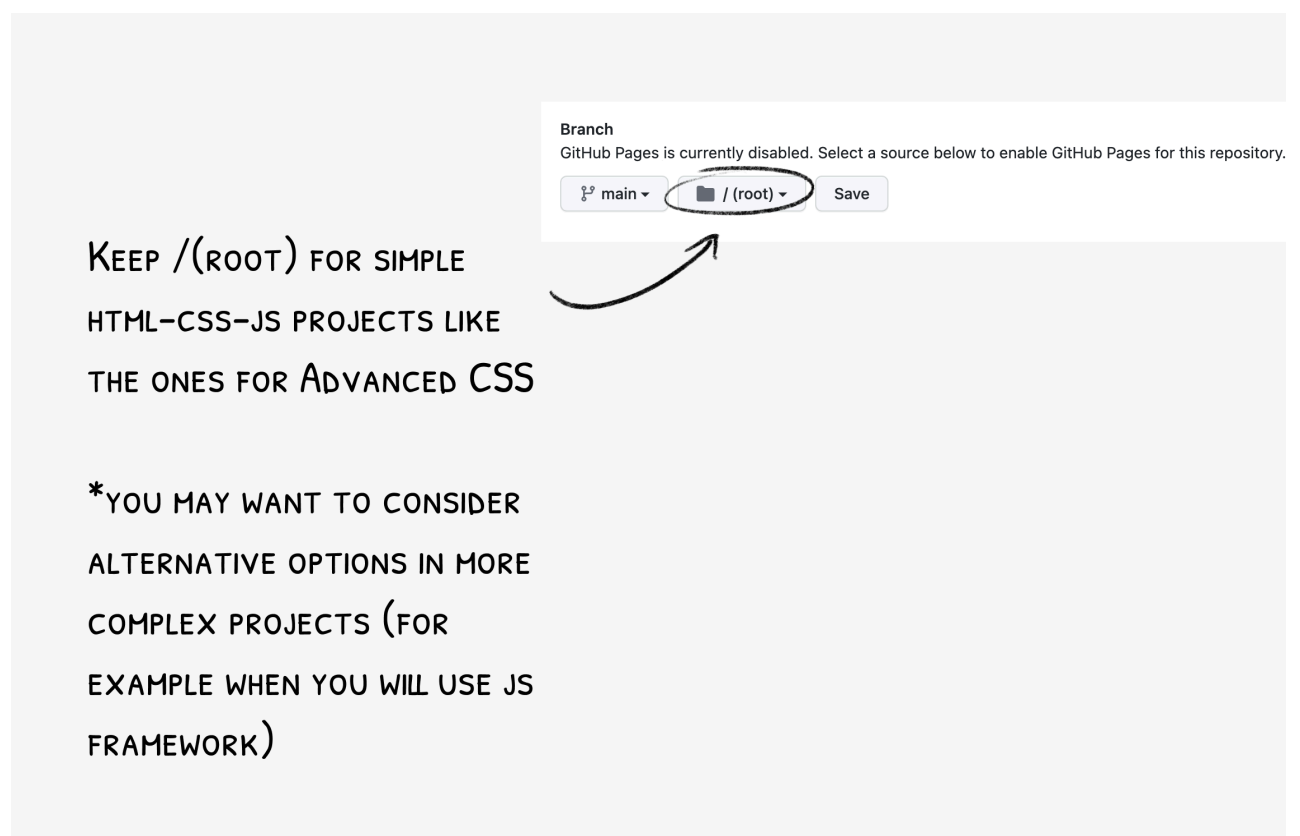 Branch
GitHub Pages is currently disabled. Select a source below to enable GitHub Pages for this repository.
main / (root) Save
Keep /(root) for simple
html-css-js projects like
the ones for Advanced CSS
*you may want to consider
alternative options in more
complex projects (for
example when you will use js
framework)